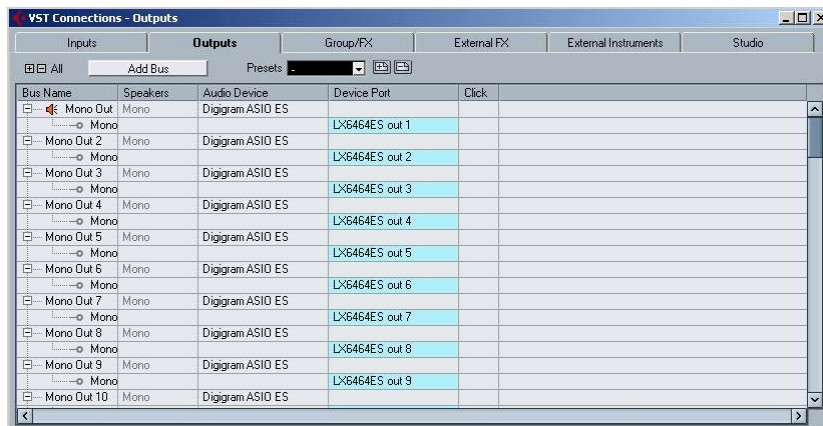 VST Connections - Outputs
Inputs Outputs Group/FX External FX External Instruments Studio
All Add Bus Presets -
Bus Name Speakers Audio Device Device Port Click
Mono Out Mono Digigram ASIO ES
Mono LX6464ES out 1
Mono Out 2 Mono Digigram ASIO ES
Mono LX6464ES out 2
Mono Out 3 Mono Digigram ASIO ES
Mono LX6464ES out 3
Mono Out 4 Mono Digigram ASIO ES
Mono LX6464ES out 4
Mono Out 5 Mono Digigram ASIO ES
Mono LX6464ES out 5
Mono Out 6 Mono Digigram ASIO ES
Mono LX6464ES out 6
Mono Out 7 Mono Digigram ASIO ES
Mono LX6464ES out 7
Mono Out 8 Mono Digigram ASIO ES
Mono LX6464ES out 8
Mono Out 9 Mono Digigram ASIO ES
Mono LX6464ES out 9
Mono Out 10 Mono Digigram ASIO ES